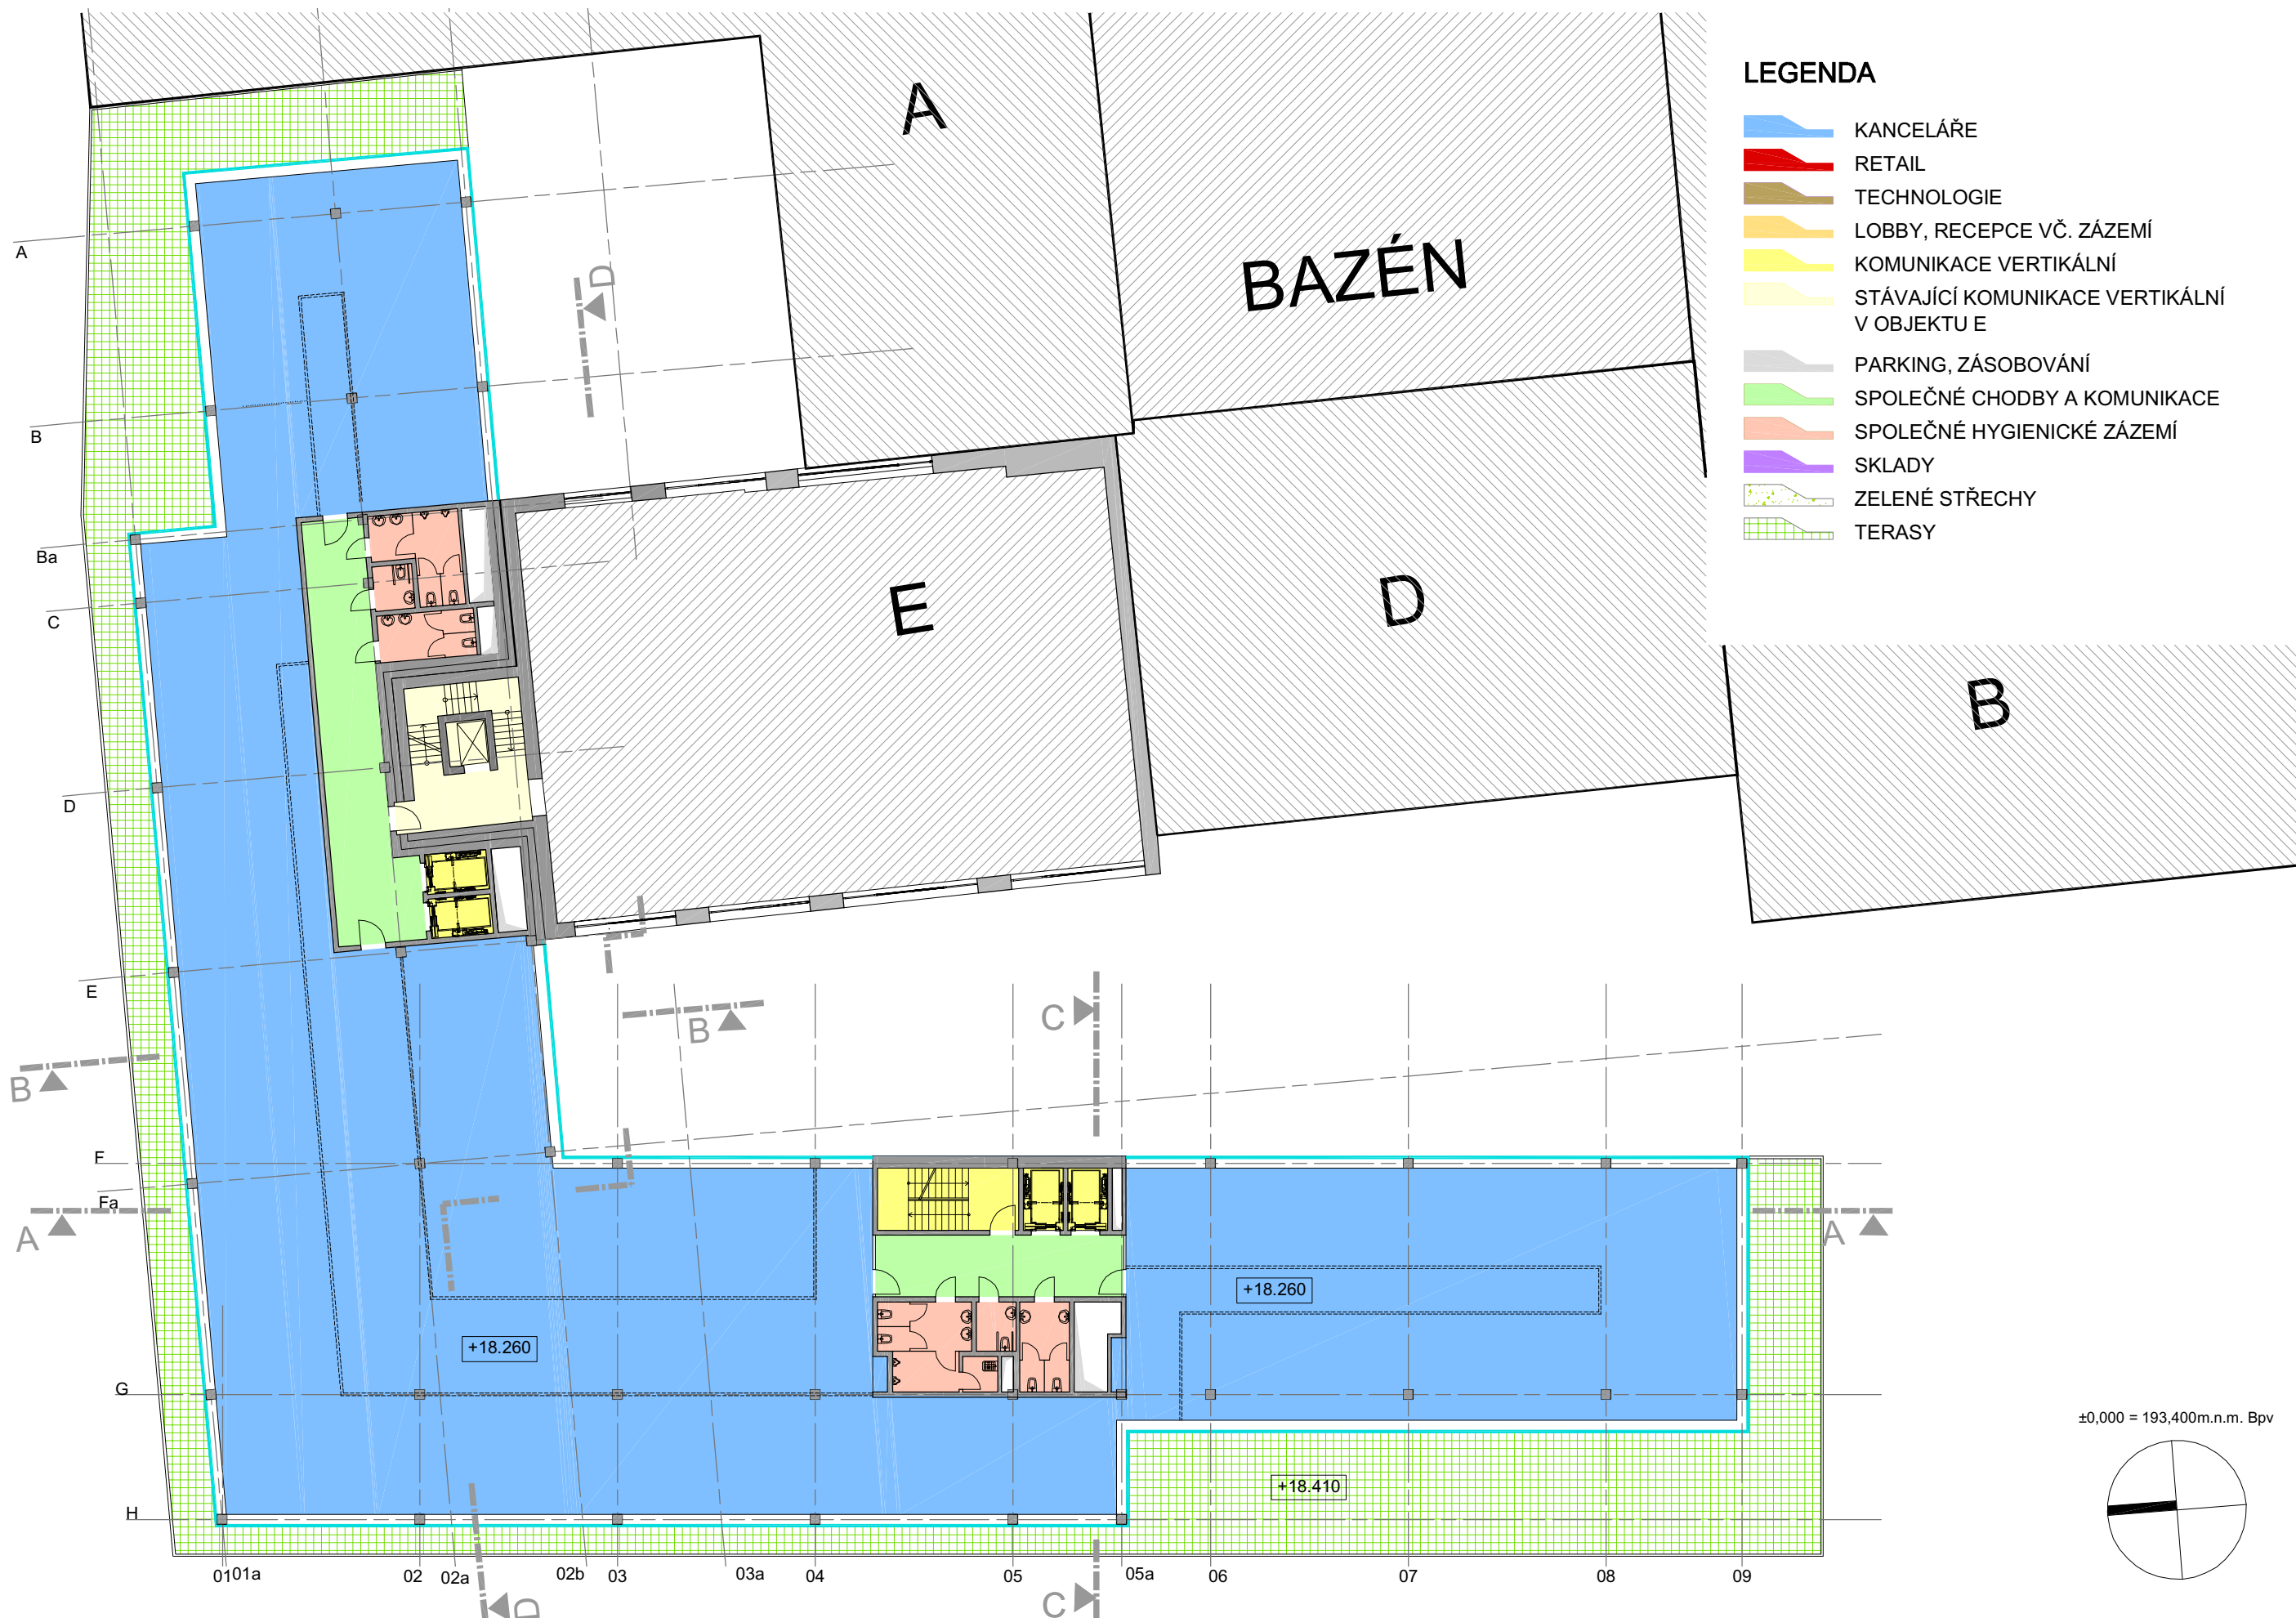 A
BAZÉN
E
D
B
LEGENDA
KANCELÁŘE
RETAIL
TECHNOLOGIE
LOBBY, RECEPCE VČ. ZÁZEMÍ
KOMUNIKACE VERTIKÁLNÍ
STÁVAJÍCÍ KOMUNIKACE VERTIKÁLNÍ
V OBJEKTU E
PARKING, ZÁSOBOVÁNÍ
SPOLEČNÉ CHODBY A KOMUNIKACE
SPOLEČNÉ HYGIENICKÉ ZÁZEMÍ
SKLADY
ZELENÉ STŘECHY
TERASY
A
B
Ba
C
D
E
F
Fa
G
H
D
B
B
C
A
A
+18.260
+18.260
+18.410
±0,000 = 193,400m.n.m. Bpv
01 01a 02 02a 02b 03 03a 04 05 05a 06 07 08 09
D
C